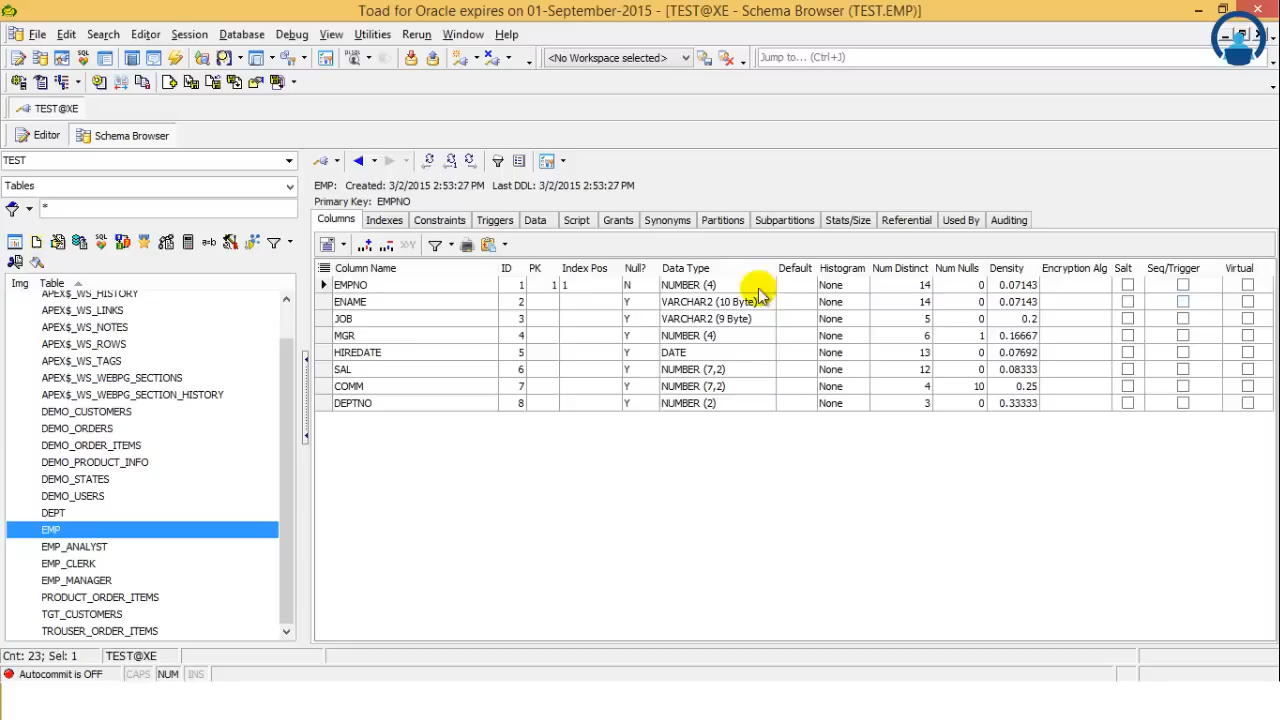 Toad for Oracle expires on 01-September-2015 - [TEST@XE - Schema Browser (TEST.EMP)]
File Edit Search Editor Session Database Debug View Utilities Rerun Window Help
<No Workspace selected> Jump to... (Ctrl+J)
TEST@XE
Editor Schema Browser
TEST
Tables
*
EMP: Created: 3/2/2015 2:53:27 PM Last DDL: 3/2/2015 2:53:27 PM
Primary Key: EMPNO
Columns Indexes Constraints Triggers Data Script Grants Synonyms Partitions Subpartitions Stats/Size Referential Used By Auditing
Column Name ID PK Index Pos Null? Data Type Default Histogram Num Distinct Num Nulls Density Encryption Alg Salt Seq/Trigger Virtual
EMPNO 1 1 1 N NUMBER (4) None 14 0 0.07143
ENAME 2 Y VARCHAR2 (10 Byte) None 14 0 0.07143
JOB 3 Y VARCHAR2 (9 Byte) None 5 0 0.2
MGR 4 Y NUMBER (4) None 6 1 0.16667
HIREDATE 5 Y DATE None 13 0 0.07692
SAL 6 Y NUMBER (7,2) None 12 0 0.08333
COMM 7 Y NUMBER (7,2) None 4 10 0.25
DEPTNO 8 Y NUMBER (2) None 3 0 0.33333
Img Table
APEX$_WS_HISTORY
APEX$_WS_LINKS
APEX$_WS_NOTES
APEX$_WS_ROWS
APEX$_WS_TAGS
APEX$_WS_WEBPG_SECTIONS
APEX$_WS_WEBPG_SECTION_HISTORY
DEMO_CUSTOMERS
DEMO_ORDERS
DEMO_ORDER_ITEMS
DEMO_PRODUCT_INFO
DEMO_STATES
DEMO_USERS
DEPT
EMP
EMP_ANALYST
EMP_CLERK
EMP_MANAGER
PRODUCT_ORDER_ITEMS
TGT_CUSTOMERS
TROUSER_ORDER_ITEMS
Cnt: 23; Sel: 1 TEST@XE
Autocommit is OFF CAPS NUM INS